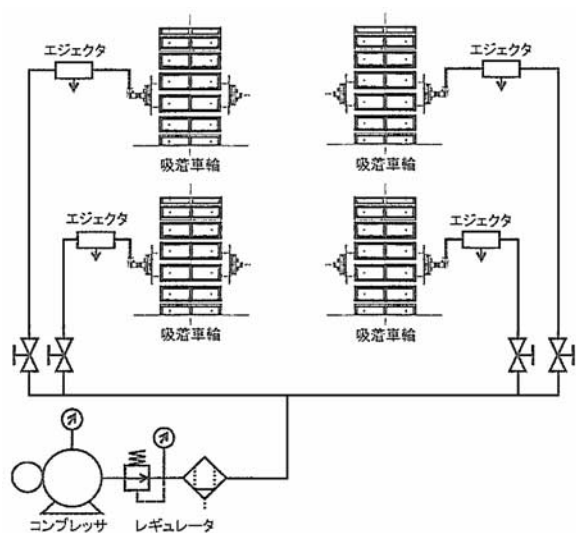 エジェクタ
エジェクタ
吸着車輪
吸着車輪
エジェクタ
エジェクタ
吸着車輪
吸着車輪
コンプレッサ
レギュレータ